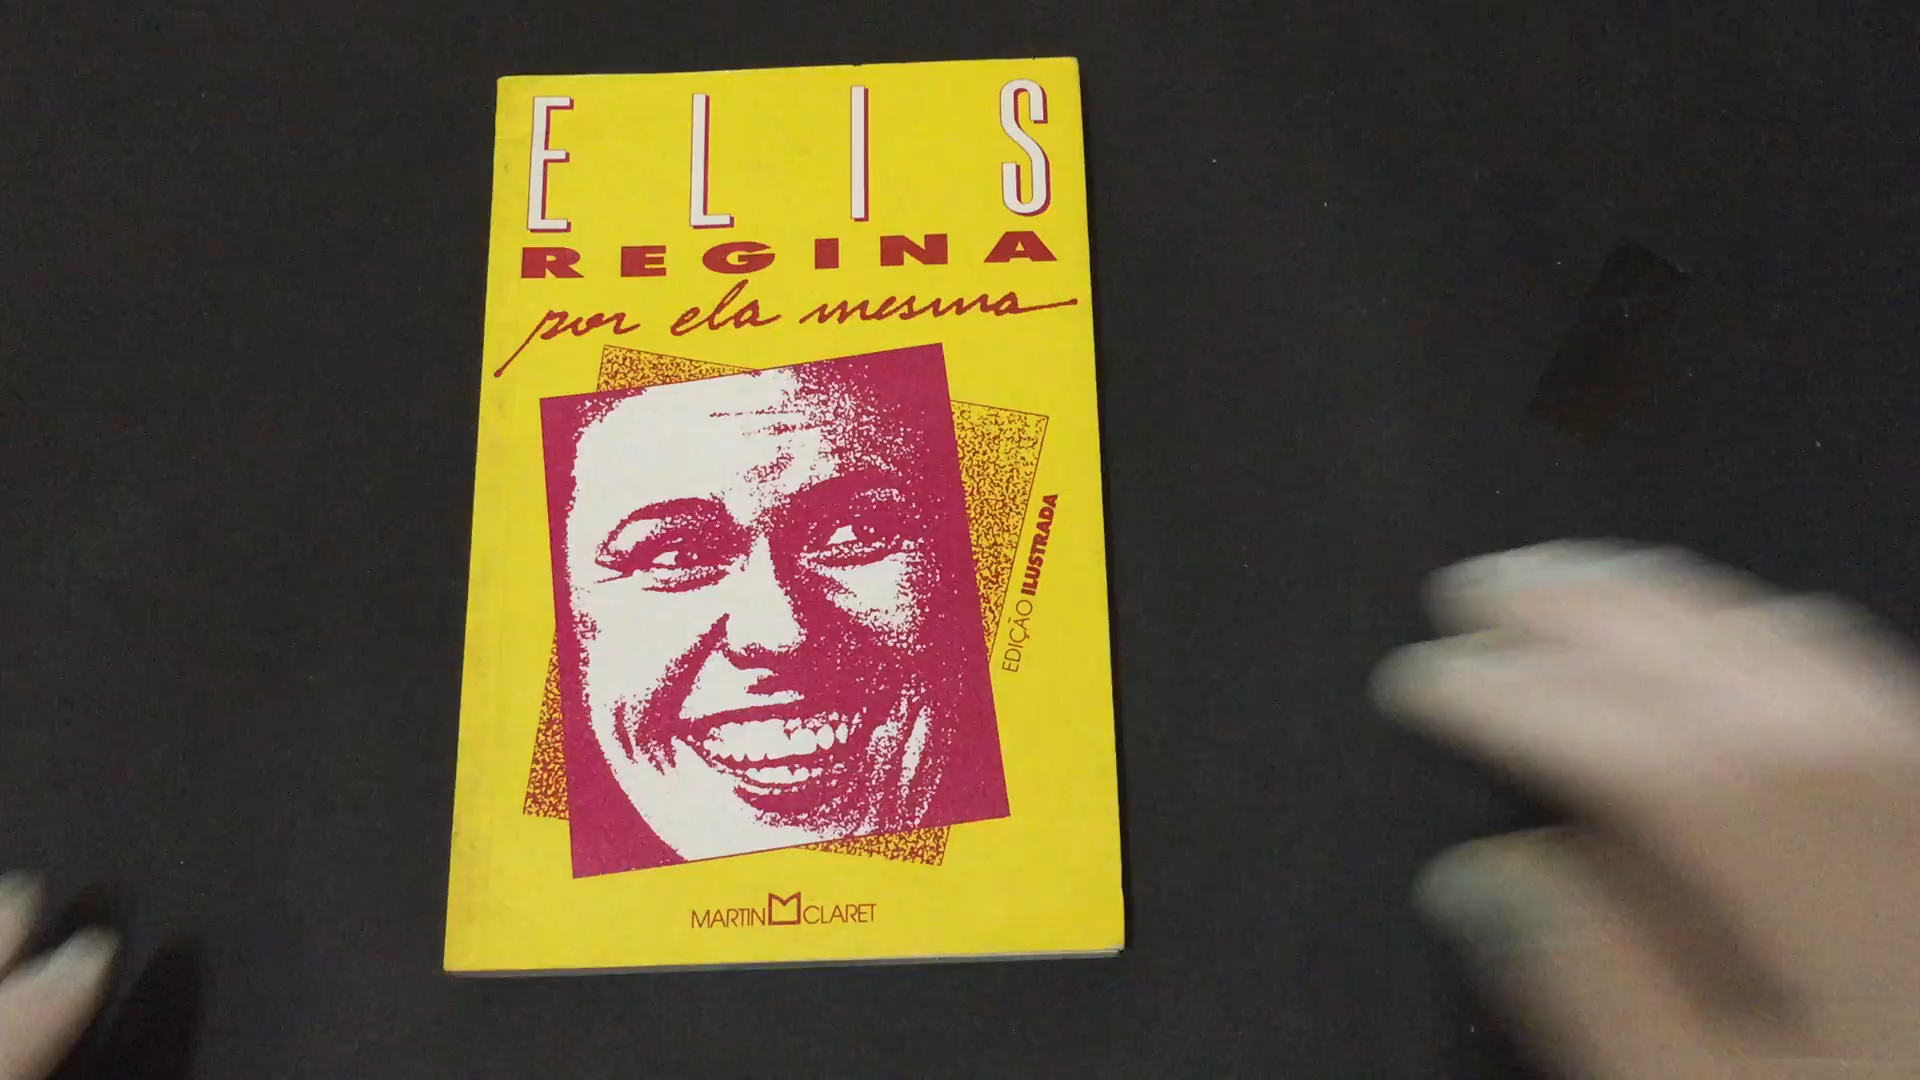 ELIS
REGINA
por ela mesma
EDIÇÃO ILUSTRADA
MARTIN CLARET